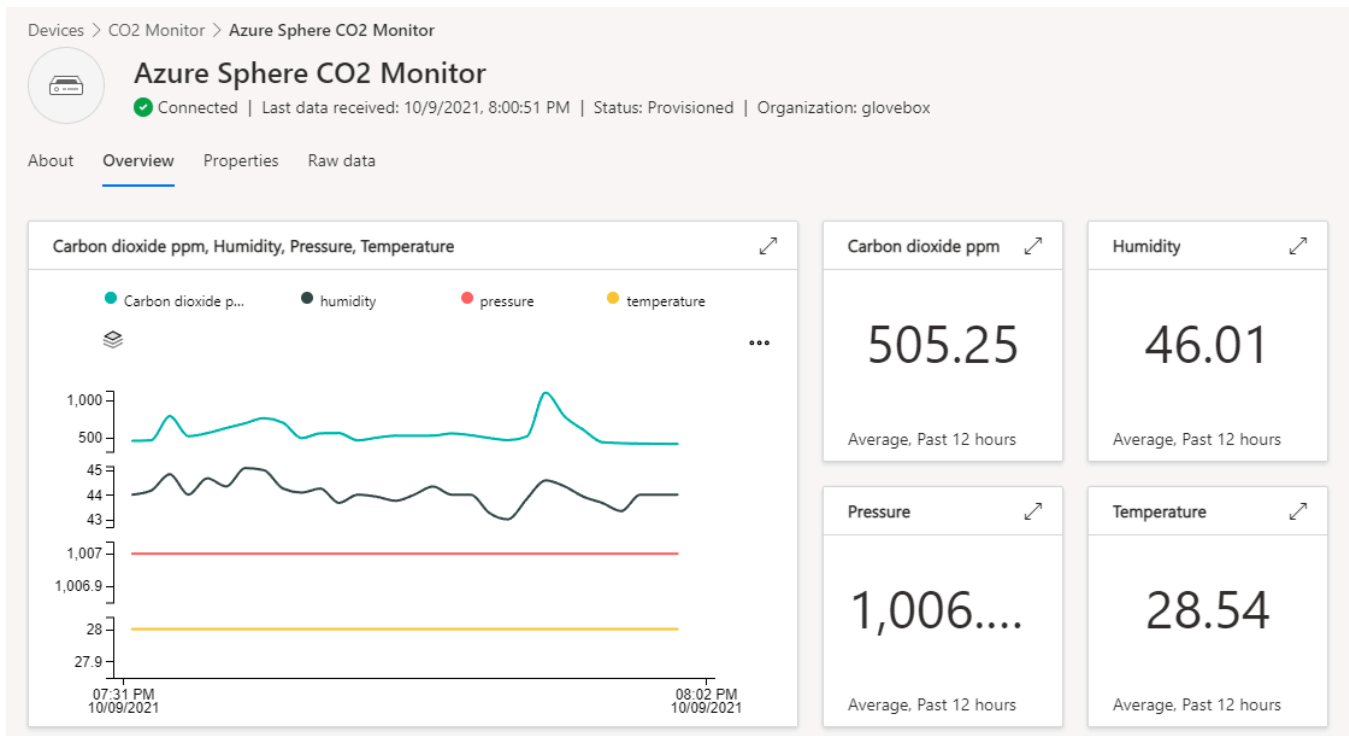 Devices > CO2 Monitor > Azure Sphere CO2 Monitor
Azure Sphere CO2 Monitor
Connected | Last data received: 10/9/2021, 8:00:51 PM | Status: Provisioned | Organization: glovebox
About Overview Properties Raw data
Carbon dioxide ppm, Humidity, Pressure, Temperature
Carbon dioxide p... humidity pressure temperature
1,000
500
45
44
43
1,007
1,006.9
28
27.9
07:31 PM 08:02 PM
10/09/2021 10/09/2021
Carbon dioxide ppm
505.25
Average, Past 12 hours
Humidity
46.01
Average, Past 12 hours
Pressure
1,006....
Average, Past 12 hours
Temperature
28.54
Average, Past 12 hours